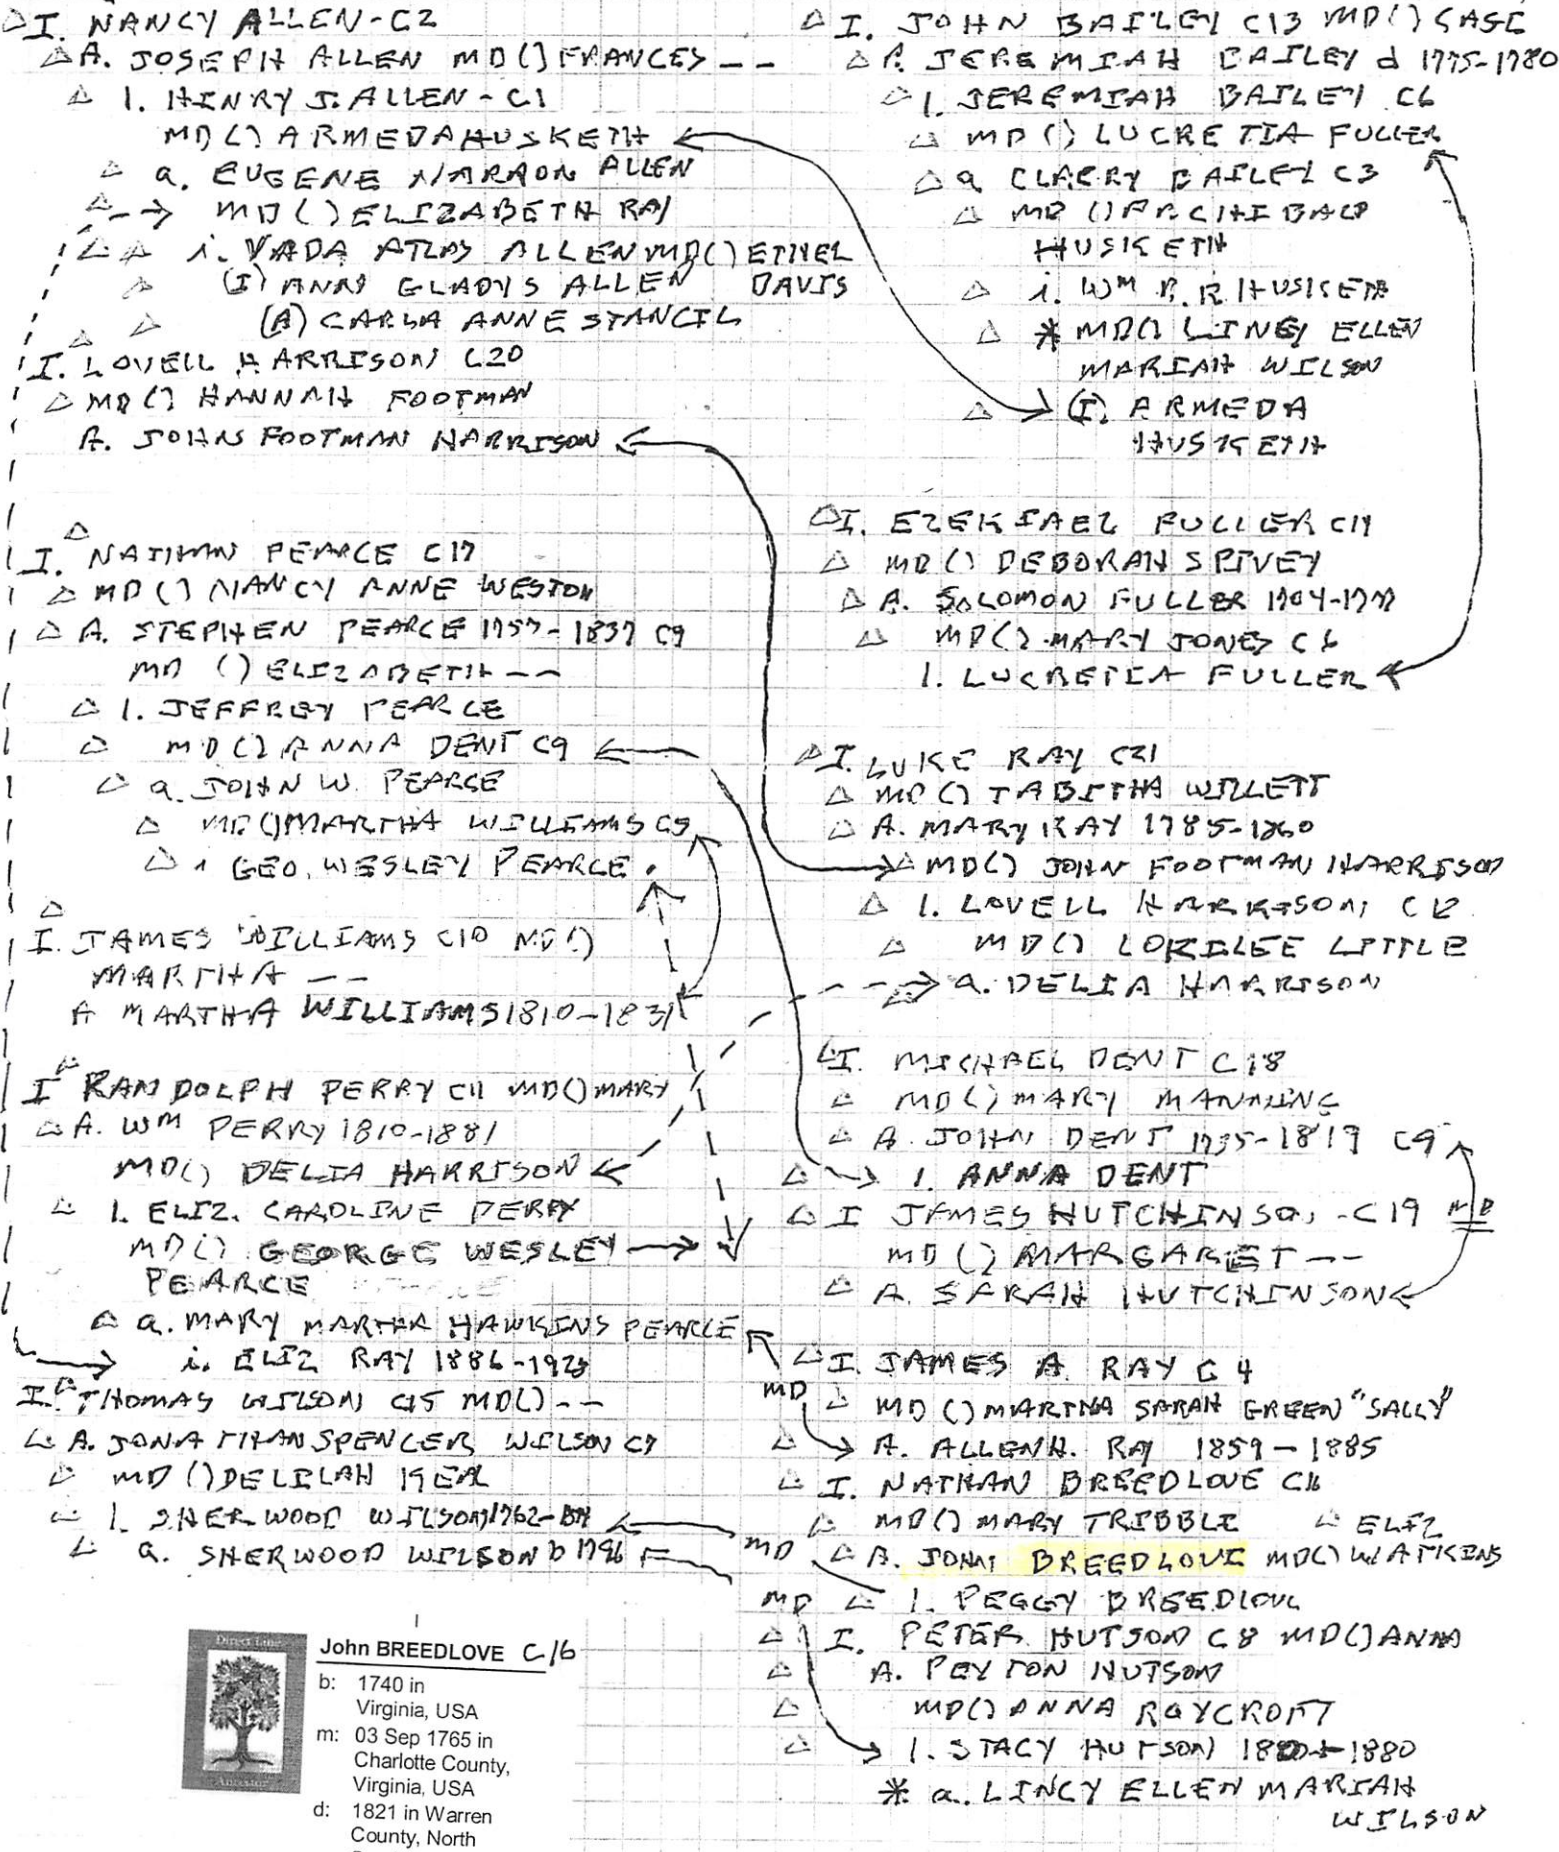 I. NANCY ALLEN - C2
A. JOSEPH ALLEN MD () FRANCES --
1. HENRY J. ALLEN - C1
MD () ARMEDA HUSKETH
a. EUGENE ALLEN
MD () ELIZABETH RAY
i. VADA ATLAS ALLEN MD () ETHEL
(I) ANN GLADYS ALLEN DAVIS
(A) CARLA ANNE STANCIL
I. LOVELL HARRISON C20
MD () HANNAH FOOTMAN
A. JOHN FOOTMAN HARRISON
I. NATHAN PEARCE C17
MD () NANCY ANNE WESTON
A. STEPHEN PEARCE 1757-1837 C9
MD () ELIZABETH --
1. JEFFREY PEARCE
MD () ANNA DENT C9
a. JOHN W. PEARCE
MD () MARTHA WILLIAMS C5
i GEO. WESLEY PEARCE.
I. JAMES WILLIAMS C10 MD ()
MARTHA --
A MARTHA WILLIAMS 1810-1831
I RANDOLPH PERRY C11 MD () MARY
A. WM PERRY 1810-1881
MD () DELIA HARRISON
1. ELIZ. CAROLINE PERRY
MD () GEORGE WESLEY
PEARCE
a. MARY MARTHA HAWKINS PEARCE
i. ELIZ RAY
I. THOMAS WILSON C15 MD () --
A. JONATHAN SPENCER WILSON C7
MD () DELILAH KEAL
1. SHERWOOD WILSON
a. SHERWOOD WILSON b 1796
I. JOHN BAILEY C13 MD () CASE
A. JEREMIAH BAILEY d 1775-1780
1. JEREMIAH BAILEY C6
MD () LUCRETIA FULLER
a CLARRY BAILEY C3
MD () ARCHIBALD
HUSKETH
i. WM R. R. HUSKETH
* MD () LINCY ELLEN
MARIAH WILSON
(I). ARMEDA
HUSKETH
I. EZEKIAEL FULLER C14
MD () DEBORAH SPIVEY
A. SOLOMON FULLER
MD () MARY JONES C6
1. LUCRETIA FULLER
I. LUKE RAY C21
MD () TABITHA WILLETT
A. MARY RAY 1785-1860
MD () JOHN FOOTMAN HARRISON
1. LOVELL HARRISON C12
MD () LORILEE LITTLE
a. DELIA HARRISON
I. MICHAEL DENT C18
MD () MARY MANNING
A. JOHN DENT 1735-1819 C9
1. ANNA DENT
I JAMES HUTCHINSON - C19 MD
MD () MARGARET --
A. SARAH HUTCHINSON
I. JAMES A. RAY C4
MD
MD () MARTHA SARAH GREEN "SALLY"
A. ALLEN H. RAY 1859-1885
I. NATHAN BREEDLOVE C16
MD () MARY TRIBBLE ELIZ
MD
A. JOHN BREEDLOVE MD () WATKINS
MD
1. PEGGY BREEDLOVE
I. PETER HUTSON C8 MD () ANNA
A. PEYTON HUTSON
MD () ANNA ROYCROFT
1. STACY HUTSON
* a. LINCY ELLEN MARIAH
WILSON
Direct Line
Ancestor
John BREEDLOVE C16
b: 1740 in
Virginia, USA
m: 03 Sep 1765 in
Charlotte County,
Virginia, USA
d: 1821 in Warren
County, North